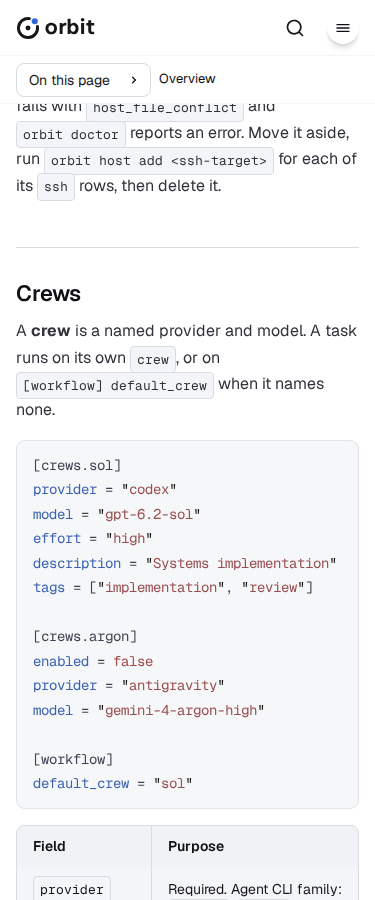 orbit
On this page
Overview
fails with host_file_conflict and
orbit doctor reports an error. Move it aside,
run orbit host add <ssh-target> for each of
its ssh rows, then delete it.
Crews
A crew is a named provider and model. A task
runs on its own crew, or on
[workflow] default_crew when it names
none.
[crews.sol]
provider = "codex"
model = "gpt-6.2-sol"
effort = "high"
description = "Systems implementation"
tags = ["implementation", "review"]
[crews.argon]
enabled = false
provider = "antigravity"
model = "gemini-4-argon-high"
[workflow]
default_crew = "sol"
Field Purpose
provider Required. Agent CLI family: